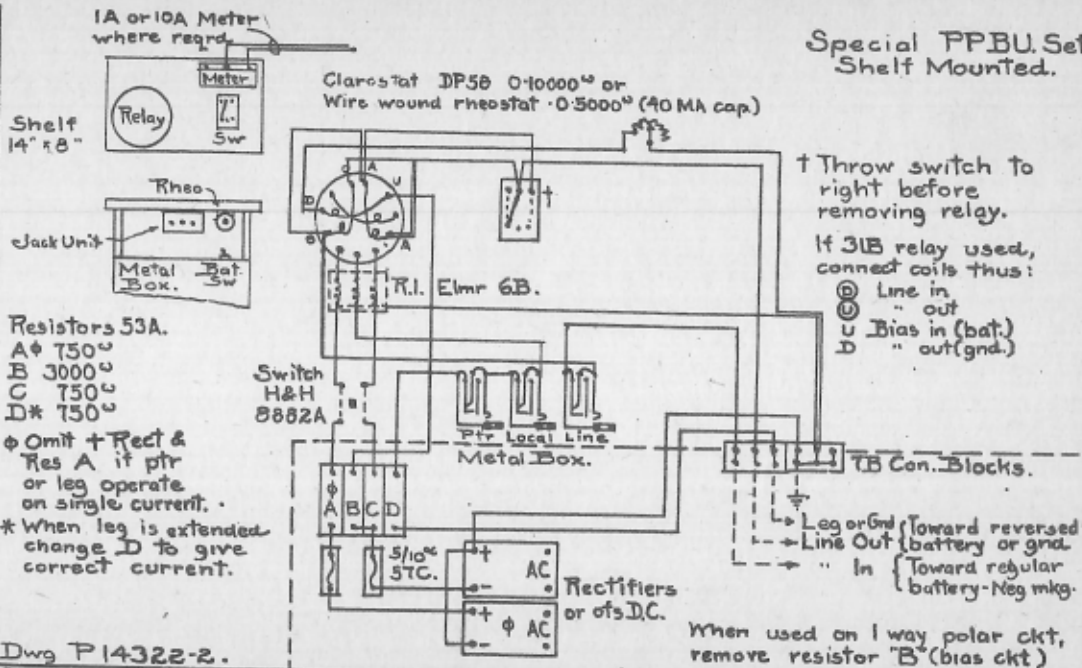 1A or 10A Meter
where reqrd.
Meter
Relay
Sw
Shelf
14" x 8"
Rheo
Jack Unit
Metal
Box.
Bat.
Sw
Special PPBU. Set
Shelf Mounted.
Clarostat DP58 0-10000ω or
Wire wound rheostat ·0-5000ω (40 MA cap.)
A
U
D
B
A
†
† Throw switch to
right before
removing relay.
If 31B relay used,
connect coils thus:
Ⓓ Line in
Ⓤ " out
U Bias in (bat.)
D " out (gnd.)
R.I. Elmr 6B.
Resistors 53A.
Aϕ 750ω
B 3000ω
C 750ω
D* 750ω
ϕ Omit + Rect &
Res A if ptr
or leg operate
on single current.
* When leg is extended
change D to give
correct current.
Switch
H&H
8882A
Ptr Local Line
Metal Box.
7B Con. Blocks.
ϕ
A B C D
5/10
57C.
+ AC
-
+ ϕ AC
-
Rectifiers
or ofs D.C.
Leg or Gnd (Toward reversed
Line Out { battery or gnd
" In { Toward regular
battery-Neg mkg.
When used on 1 way polar ckt,
remove resistor "B" (bias ckt)
Dwg P14322-2.